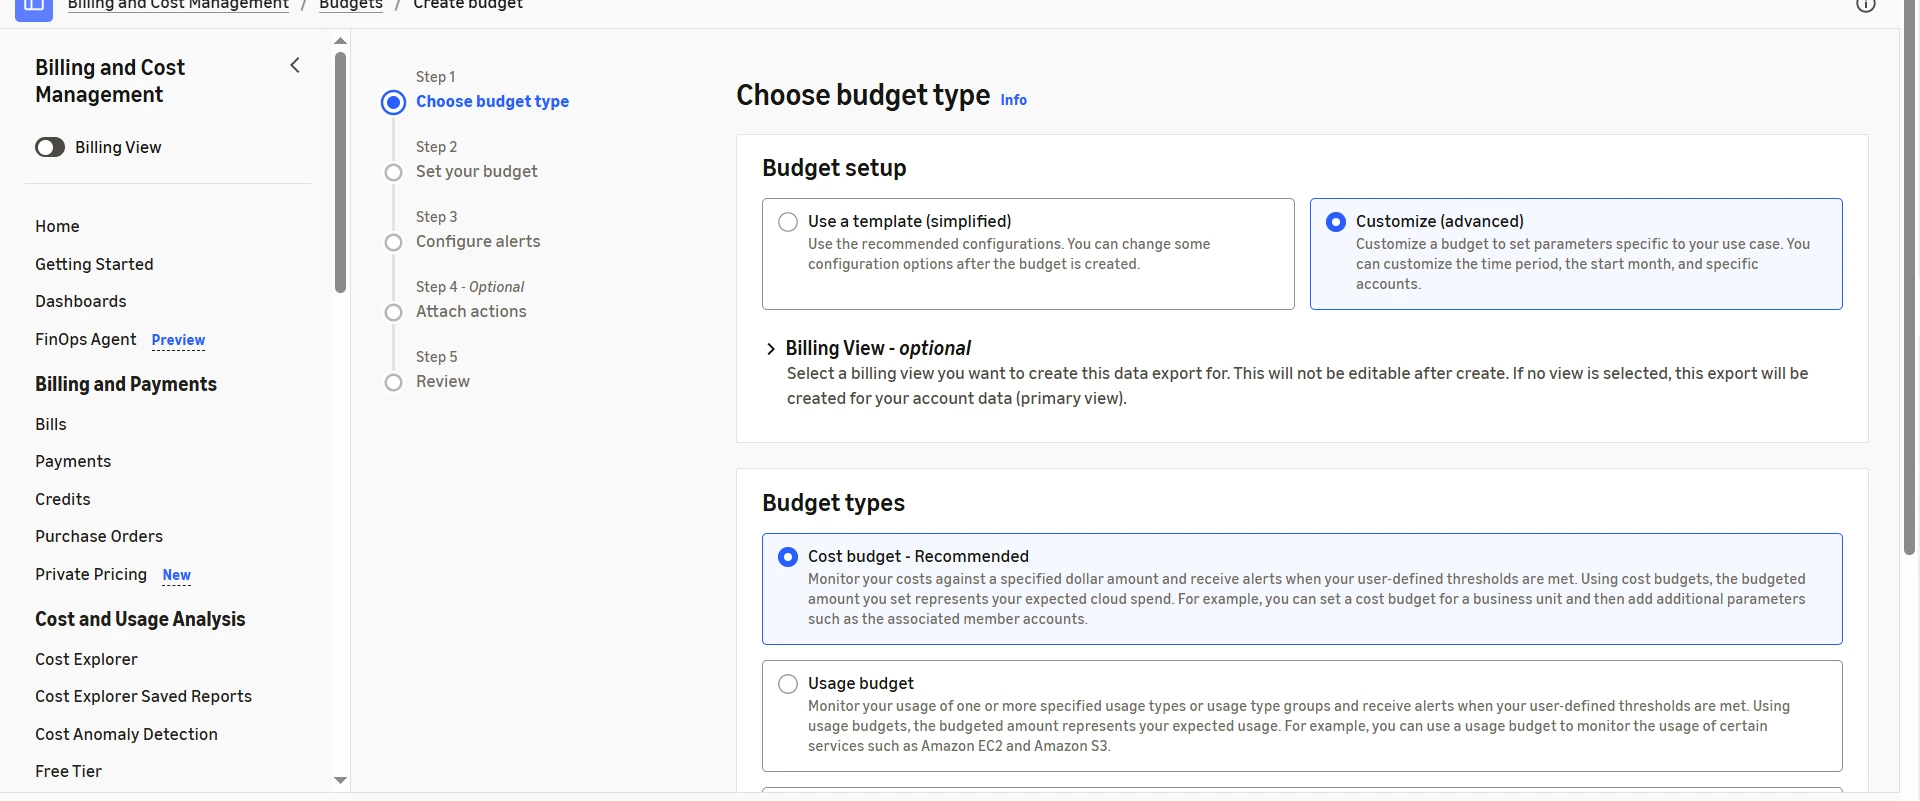 Billing and Cost Management / Budgets / Create budget
Billing and Cost
Management
Billing View
Home
Getting Started
Dashboards
FinOps Agent Preview
Billing and Payments
Bills
Payments
Credits
Purchase Orders
Private Pricing New
Cost and Usage Analysis
Cost Explorer
Cost Explorer Saved Reports
Cost Anomaly Detection
Free Tier
Step 1
Choose budget type
Step 2
Set your budget
Step 3
Configure alerts
Step 4 - Optional
Attach actions
Step 5
Review
Choose budget type Info
Budget setup
Use a template (simplified)
Use the recommended configurations. You can change some
configuration options after the budget is created.
Customize (advanced)
Customize a budget to set parameters specific to your use case. You
can customize the time period, the start month, and specific
accounts.
Billing View - optional
Select a billing view you want to create this data export for. This will not be editable after create. If no view is selected, this export will be
created for your account data (primary view).
Budget types
Cost budget - Recommended
Monitor your costs against a specified dollar amount and receive alerts when your user-defined thresholds are met. Using cost budgets, the budgeted
amount you set represents your expected cloud spend. For example, you can set a cost budget for a business unit and then add additional parameters
such as the associated member accounts.
Usage budget
Monitor your usage of one or more specified usage types or usage type groups and receive alerts when your user-defined thresholds are met. Using
usage budgets, the budgeted amount represents your expected usage. For example, you can use a usage budget to monitor the usage of certain
services such as Amazon EC2 and Amazon S3.